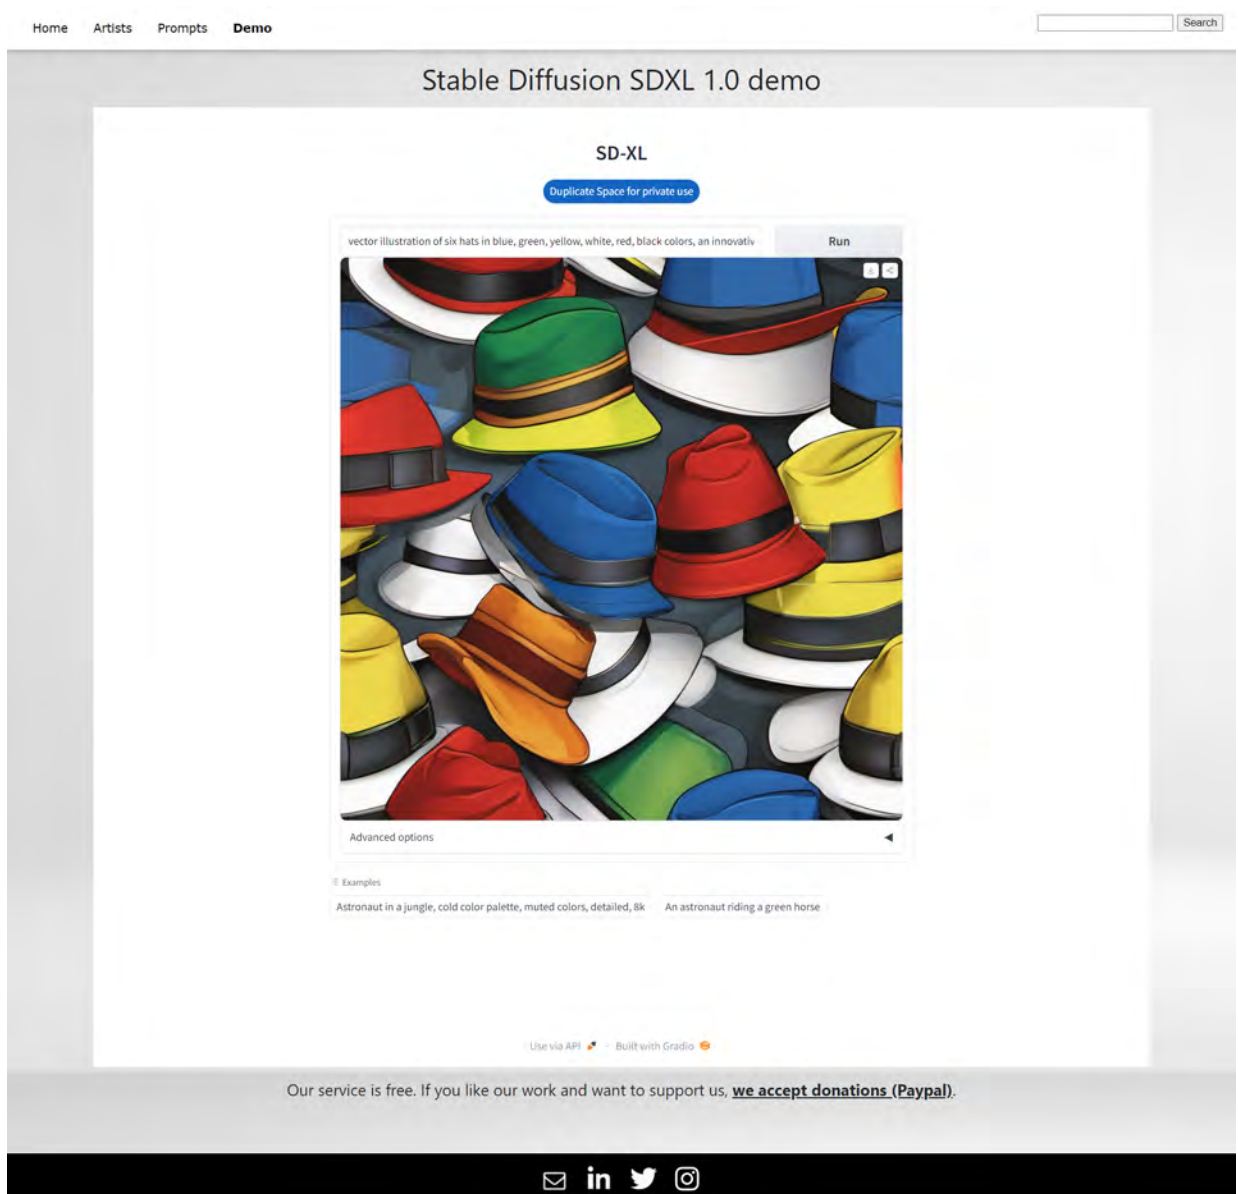 Home Artists Prompts Demo Search
Stable Diffusion SDXL 1.0 demo
SD-XL
Duplicate Space for private use
vector illustration of six hats in blue, green, yellow, white, red, black colors, an innovativ Run
Advanced options
Examples
Astronaut in a jungle, cold color palette, muted colors, detailed, 8k An astronaut riding a green horse
Use via API · Built with Gradio
Our service is free. If you like our work and want to support us, we accept donations (Paypal).
in